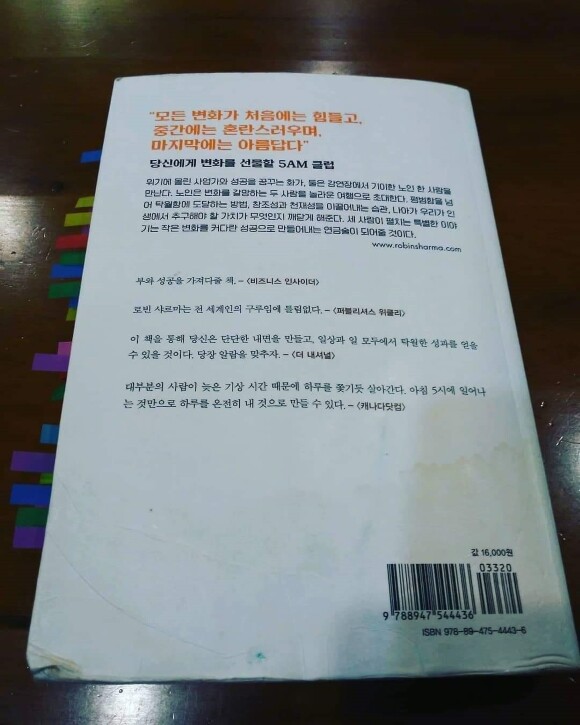 "모든 변화가 처음에는 힘들고,
중간에는 혼란스러우며,
마지막에는 아름답다"
당신에게 변화를 선물할 5AM 클럽
위기에 몰린 사업가와 성공을 꿈꾸는 화가, 둘은 강연장에서 기이한 노인 한 사람을
만난다. 노인은 변화를 갈망하는 두 사람을 놀라운 여행으로 초대한다. 평범함을 넘
어 탁월함에 도달하는 방법, 창조성과 천재성을 이끌어내는 습관, 나아가 우리가 인
생에서 추구해야 할 가치가 무엇인지 깨닫게 해준다. 세 사람이 펼치는 특별한 이야
기는 작은 변화를 커다란 성공으로 만들어내는 연금술이 되어줄 것이다.
www.robinsharma.com
부와 성공을 가져다줄 책. – 〈비즈니스 인사이더〉
로빈 샤르마는 전 세계인의 구루임에 틀림없다. – 〈퍼블리셔스 위클리〉
이 책을 통해 당신은 단단한 내면을 만들고, 일상과 일 모두에서 탁월한 성과를 얻을
수 있을 것이다. 당장 알람을 맞추자. – 〈더 내셔널〉
대부분의 사람이 늦은 기상 시간 때문에 하루를 쫓기듯 살아간다. 아침 5시에 일어나
는 것만으로 하루를 온전히 내 것으로 만들 수 있다. – 〈캐나다닷컴〉
값 16,000원
03320
9 788947 544436
ISBN 978-89-475-4443-6